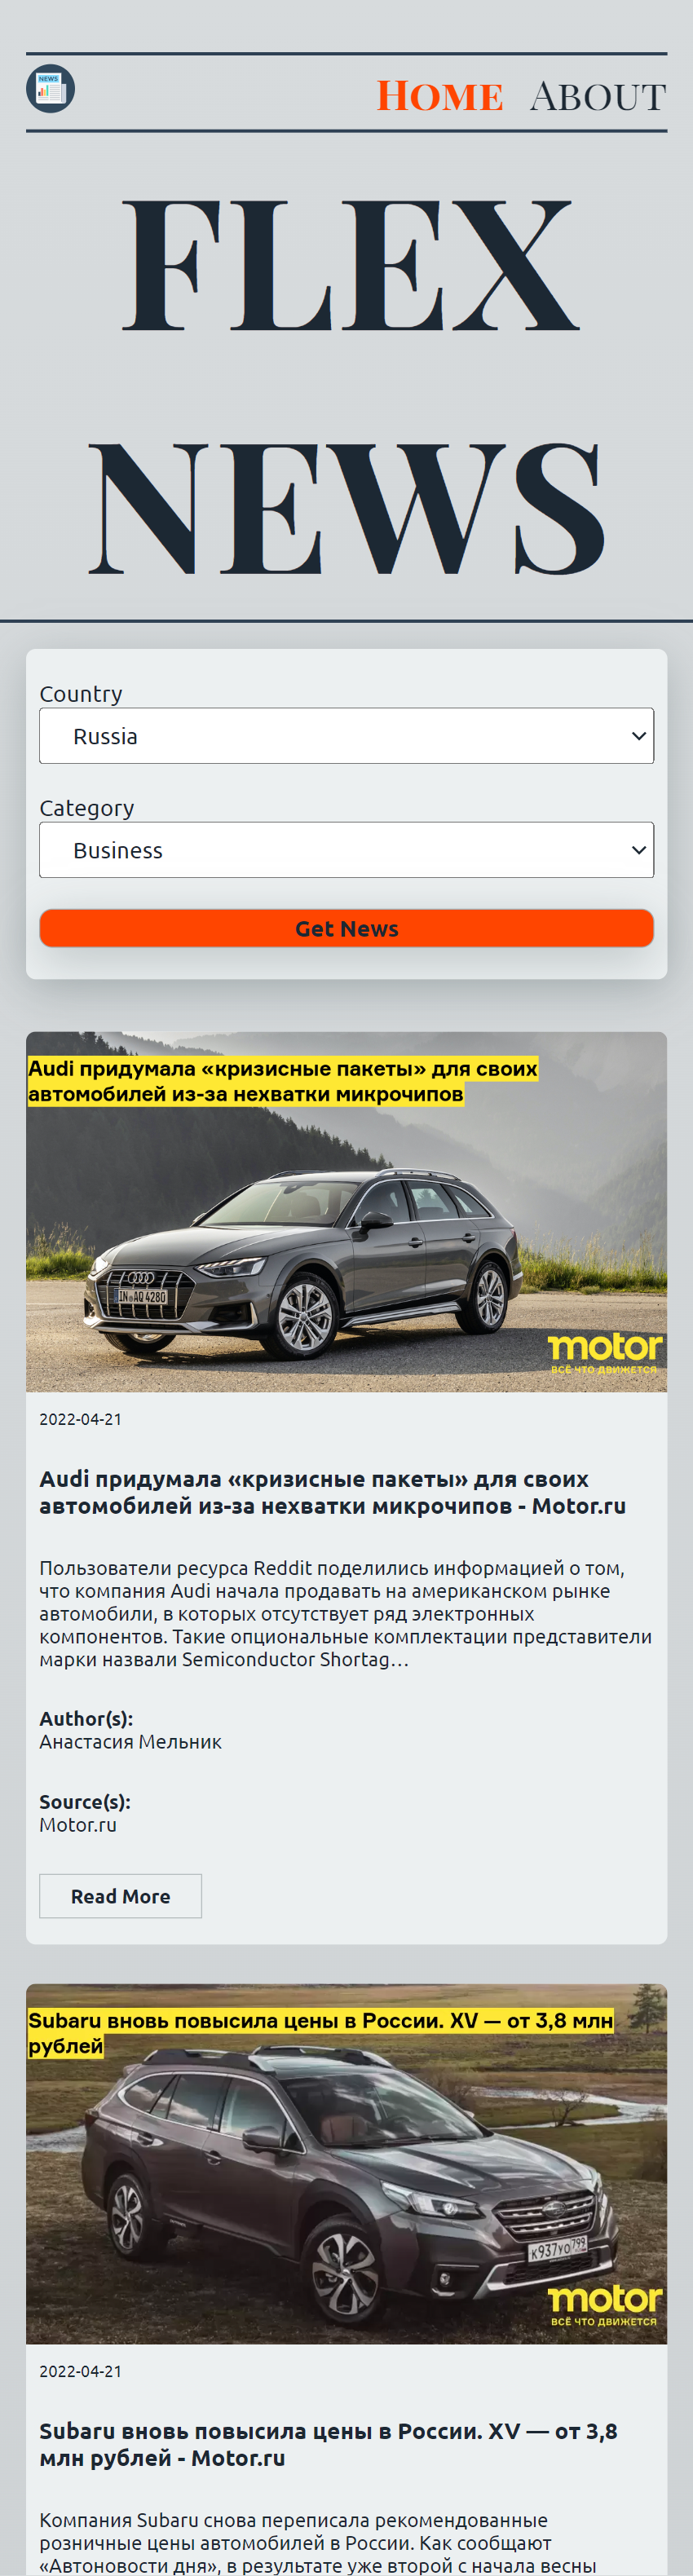 NEWS
HOME ABOUT
FLEX
NEWS
Country
Russia
Category
Business
Get News
Audi придумала «кризисные пакеты» для своих
автомобилей из-за нехватки микрочипов
IN AQ 4280
motor
ВСЁ ЧТО ДВИЖЕТСЯ
2022-04-21
Audi придумала «кризисные пакеты» для своих
автомобилей из-за нехватки микрочипов - Motor.ru
Пользователи ресурса Reddit поделились информацией о том,
что компания Audi начала продавать на американском рынке
автомобили, в которых отсутствует ряд электронных
компонентов. Такие опциональные комплектации представители
марки назвали Semiconductor Shortag…
Author(s):
Анастасия Мельник
Source(s):
Motor.ru
Read More
Subaru вновь повысила цены в России. XV — от 3,8 млн
рублей
К937УО 799
motor
ВСЁ ЧТО ДВИЖЕТСЯ
2022-04-21
Subaru вновь повысила цены в России. XV — от 3,8
млн рублей - Motor.ru
Компания Subaru снова переписала рекомендованные
розничные цены автомобилей в России. Как сообщают
«Автоновости дня», в результате уже второй с начала весны